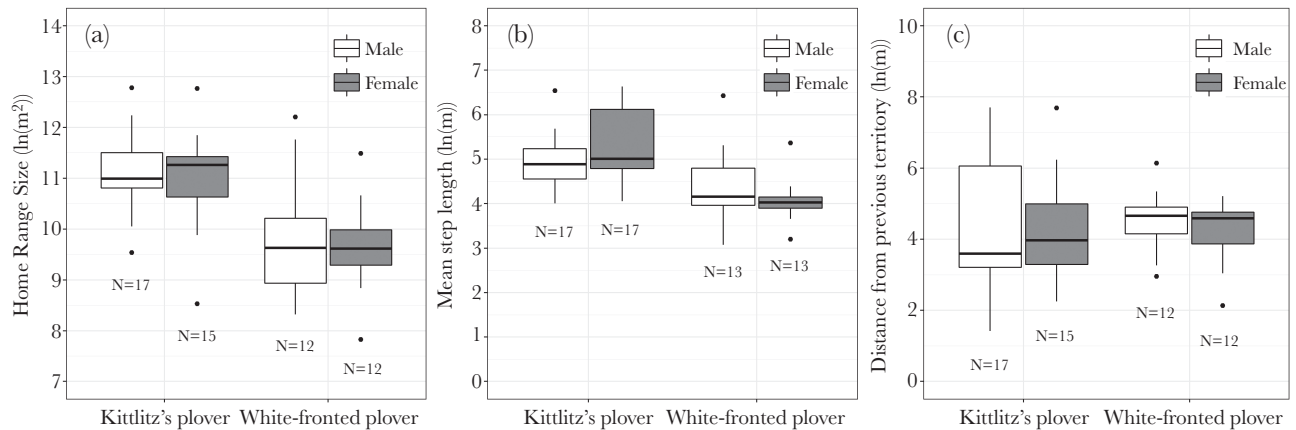 (a)
Male
Female
Home Range Size (ln(m²))
14
13
12
11
10
9
8
7
N=17
N=15
N=12
N=12
Kittlitz's plover
White-fronted plover
(b)
Male
Female
Mean step length (ln(m))
8
7
6
5
4
3
2
1
0
N=17
N=17
N=13
N=13
Kittlitz's plover
White-fronted plover
(c)
Male
Female
Distance from previous territory (ln(m))
10
8
6
4
2
0
N=17
N=15
N=12
N=12
Kittlitz's plover
White-fronted plover